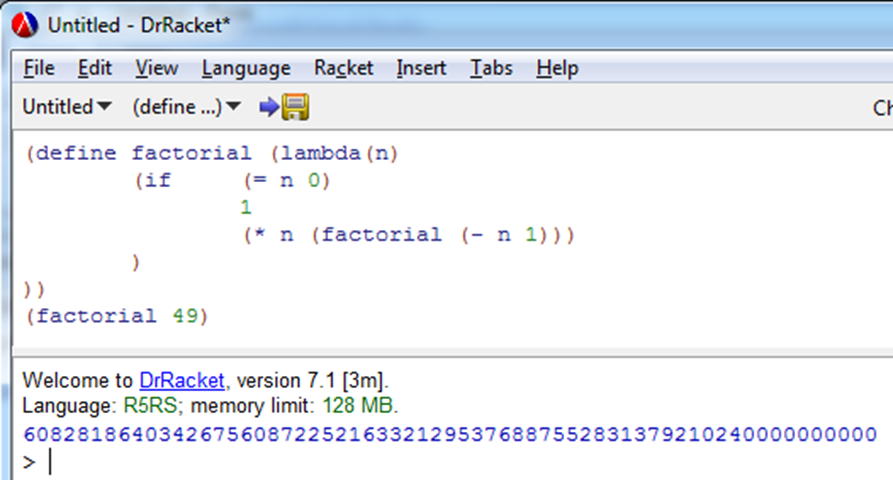 Untitled - DrRacket*
File Edit View Language Racket Insert Tabs Help
Untitled (define ...)
(define factorial (lambda(n)
(if (= n 0)
1
(* n (factorial (- n 1)))
)
))
(factorial 49)
Welcome to DrRacket, version 7.1 [3m].
Language: R5RS; memory limit: 128 MB.
608281864034267560872252163321295376887552831379210240000000000
>